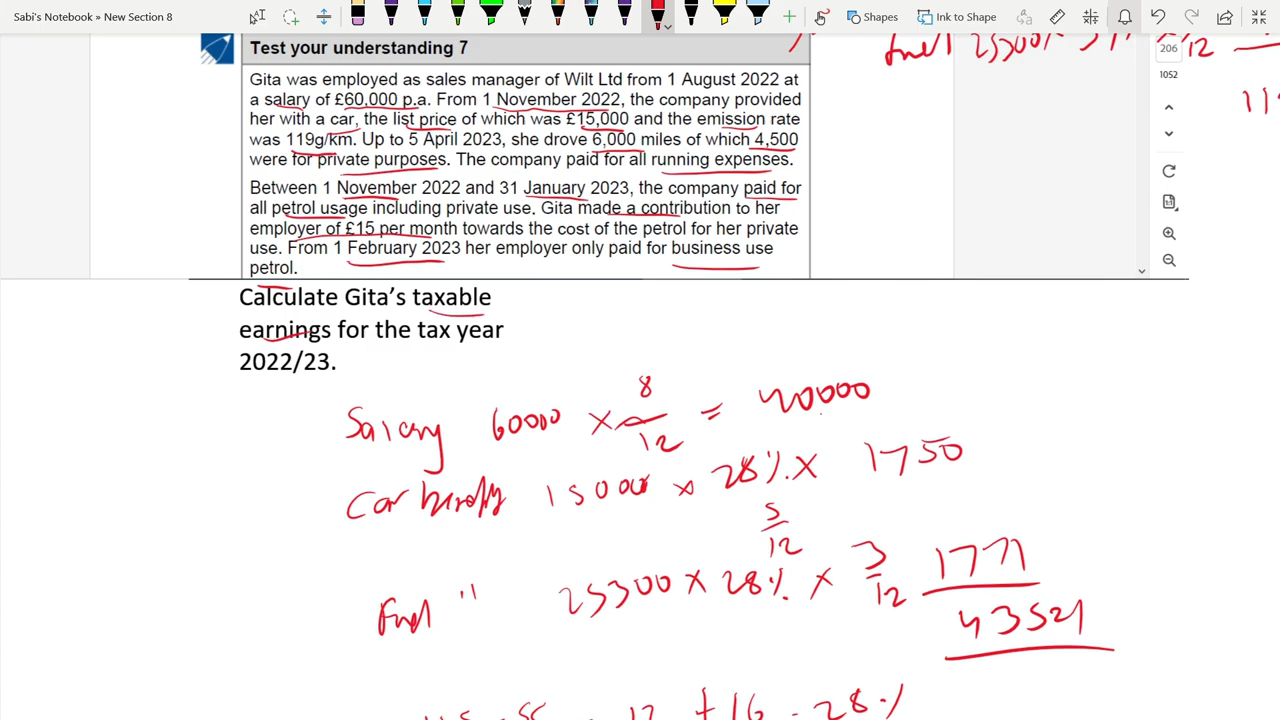 Sabi's Notebook » New Section 8
Shapes
Ink to Shape
Test your understanding 7
Fuel 25300 ×
12
206
1052
Gita was employed as sales manager of Wilt Ltd from 1 August 2022 at
a salary of £60,000 p.a. From 1 November 2022, the company provided
her with a car, the list price of which was £15,000 and the emission rate
was 119g/km. Up to 5 April 2023, she drove 6,000 miles of which 4,500
were for private purposes. The company paid for all running expenses.
Between 1 November 2022 and 31 January 2023, the company paid for
all petrol usage including private use. Gita made a contribution to her
employer of £15 per month towards the cost of the petrol for her private
use. From 1 February 2023 her employer only paid for business use
petrol.
Calculate Gita's taxable
earnings for the tax year
2022/23.
Salary 60000 × 8/12 = 40000
Car benefit 15000 × 28% × 5/12 1750
Fuel " 25300 × 28% × 3/12 1771
43521
+ 16 = 28%